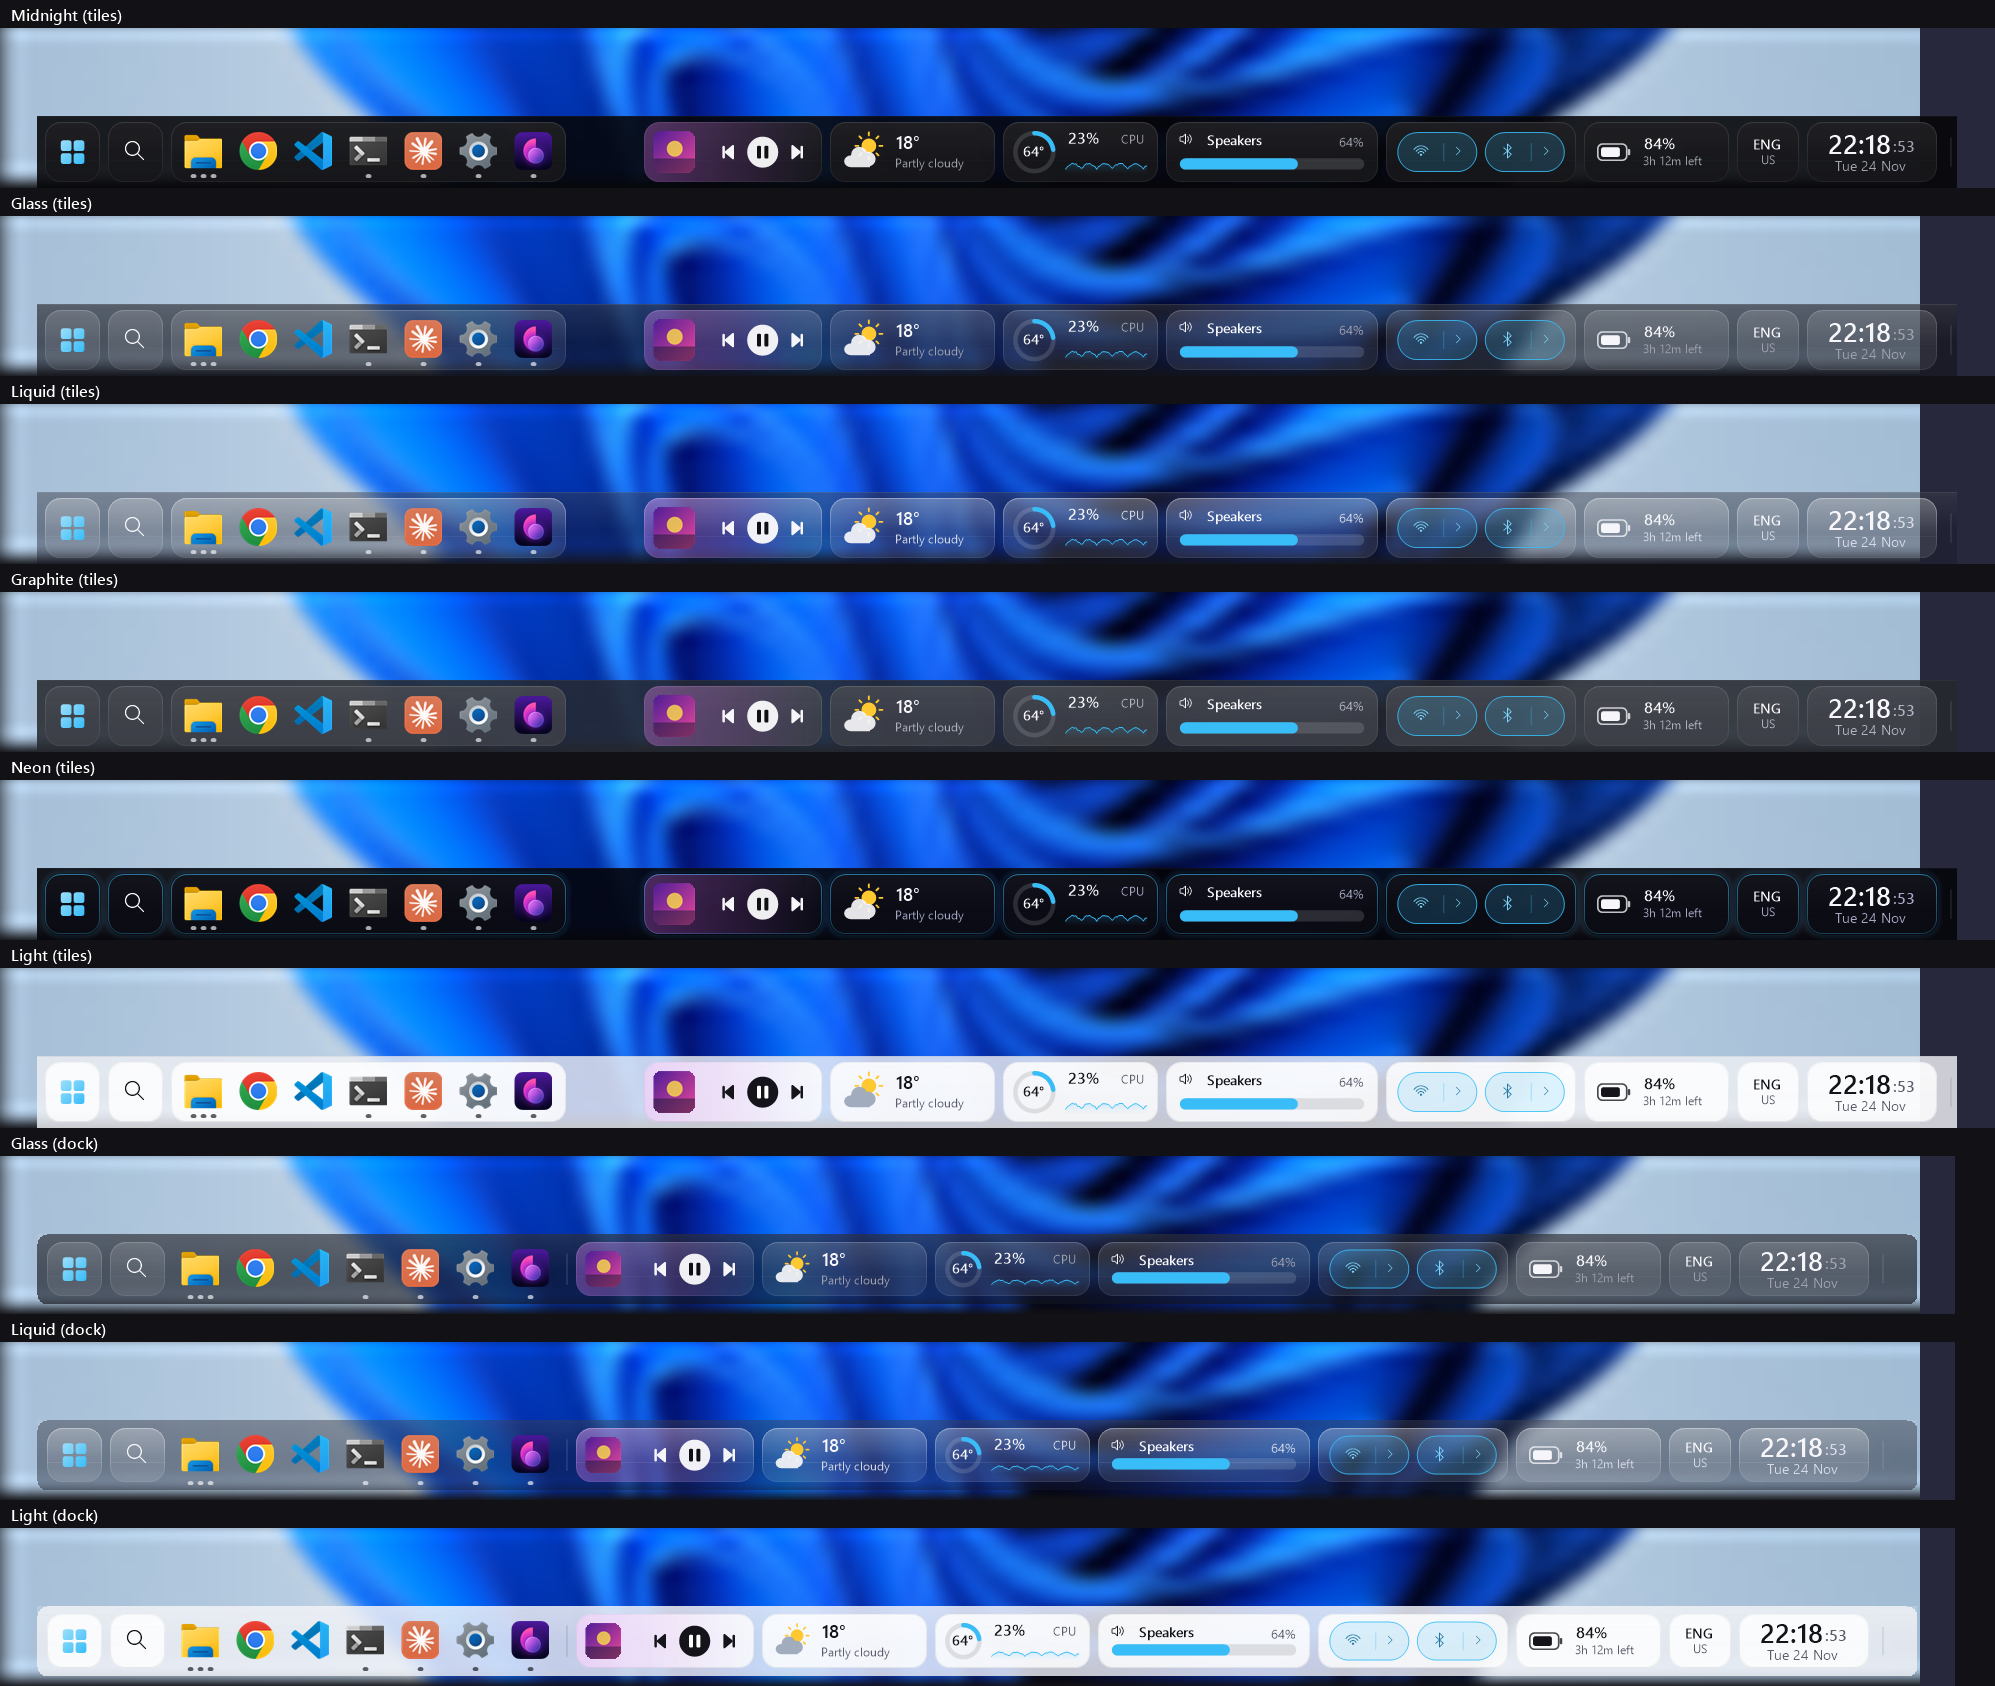 Midnight (tiles)
18° Partly cloudy
64° 23% CPU
Speakers 64%
84% 3h 12m left
ENG US
22:18:53
Tue 24 Nov
Glass (tiles)
18° Partly cloudy
64° 23% CPU
Speakers 64%
84% 3h 12m left
ENG US
22:18:53
Tue 24 Nov
Liquid (tiles)
18° Partly cloudy
64° 23% CPU
Speakers 64%
84% 3h 12m left
ENG US
22:18:53
Tue 24 Nov
Graphite (tiles)
18° Partly cloudy
64° 23% CPU
Speakers 64%
84% 3h 12m left
ENG US
22:18:53
Tue 24 Nov
Neon (tiles)
18° Partly cloudy
64° 23% CPU
Speakers 64%
84% 3h 12m left
ENG US
22:18:53
Tue 24 Nov
Light (tiles)
18° Partly cloudy
64° 23% CPU
Speakers 64%
84% 3h 12m left
ENG US
22:18:53
Tue 24 Nov
Glass (dock)
18° Partly cloudy
64° 23% CPU
Speakers 64%
84% 3h 12m left
ENG US
22:18:53
Tue 24 Nov
Liquid (dock)
18° Partly cloudy
64° 23% CPU
Speakers 64%
84% 3h 12m left
ENG US
22:18:53
Tue 24 Nov
Light (dock)
18° Partly cloudy
64° 23% CPU
Speakers 64%
84% 3h 12m left
ENG US
22:18:53
Tue 24 Nov